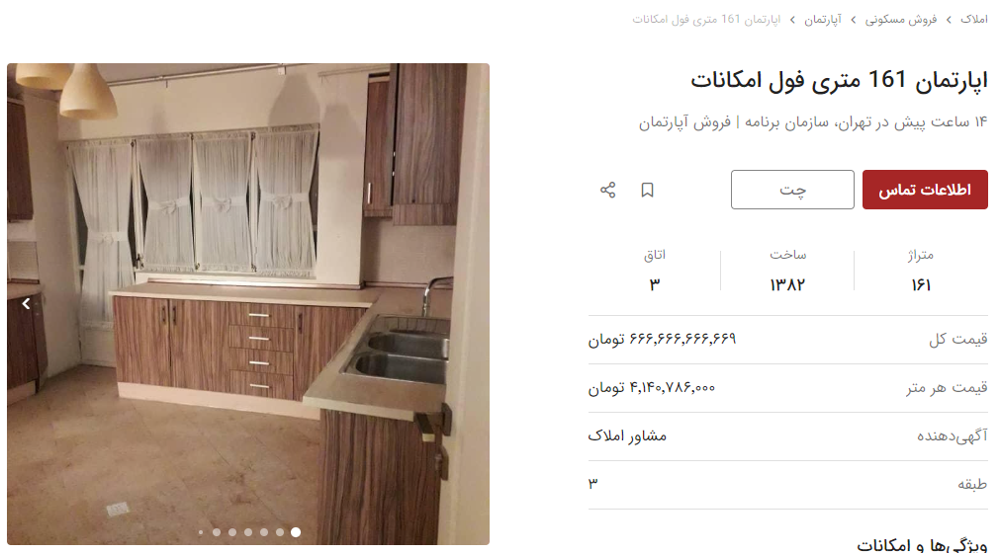 املاک › فروش مسکونی › آپارتمان › اپارتمان 161 متری فول امکانات
اپارتمان 161 متری فول امکانات
۱۴ ساعت پیش در تهران، سازمان برنامه | فروش آپارتمان
اطلاعات تماس
چت
متراژ ساخت اتاق
۱۶۱ ۱۳۸۲ ۳
قیمت کل ۶۶۶,۶۶۶,۶۶۶,۶۶۹ تومان
قیمت هر متر ۴,۱۴۰,۷۸۶,۰۰۰ تومان
آگهی‌دهنده مشاور املاک
طبقه ۳
ویژگی‌ها و امکانات